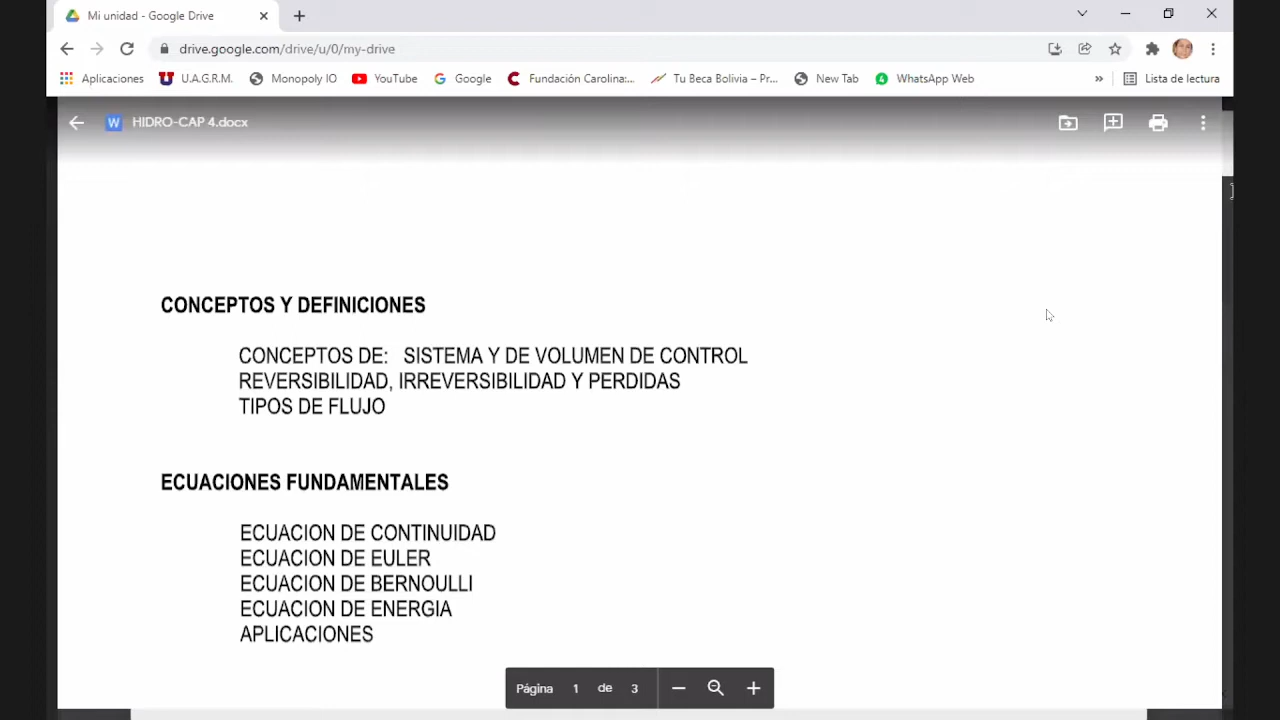 Mi unidad - Google Drive
drive.google.com/drive/u/0/my-drive
Aplicaciones U.A.G.R.M. Monopoly IO YouTube Google Fundación Carolina:... Tu Beca Bolivia – Pr... New Tab WhatsApp Web » Lista de lectura
W HIDRO-CAP 4.docx
CONCEPTOS Y DEFINICIONES
CONCEPTOS DE: SISTEMA Y DE VOLUMEN DE CONTROL
REVERSIBILIDAD, IRREVERSIBILIDAD Y PERDIDAS
TIPOS DE FLUJO
ECUACIONES FUNDAMENTALES
ECUACION DE CONTINUIDAD
ECUACION DE EULER
ECUACION DE BERNOULLI
ECUACION DE ENERGIA
APLICACIONES
Página 1 de 3